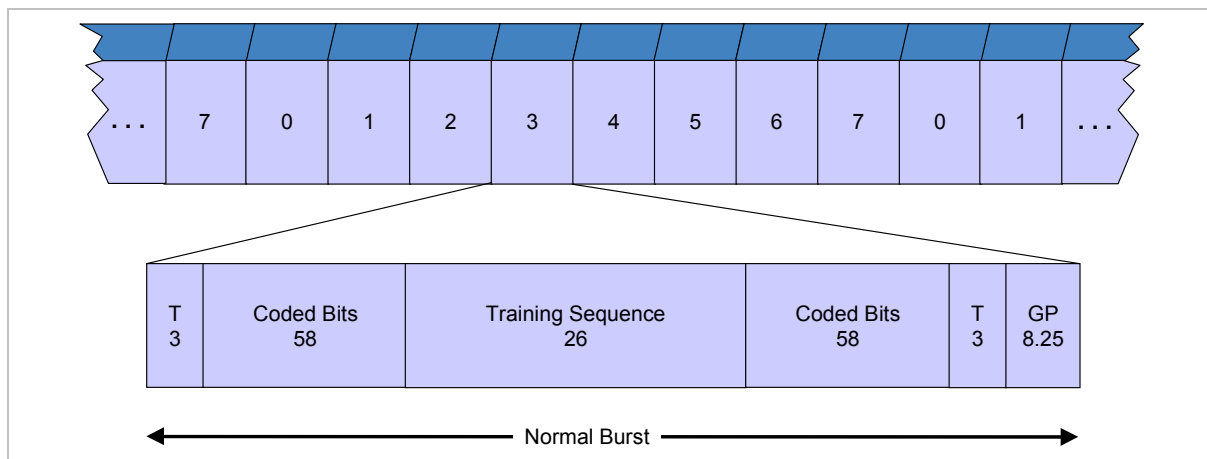 . . . 7 0 1 2 3 4 5 6 7 0 1 . . .
T Coded Bits Training Sequence Coded Bits T GP
3 58 26 58 3 8.25
Normal Burst